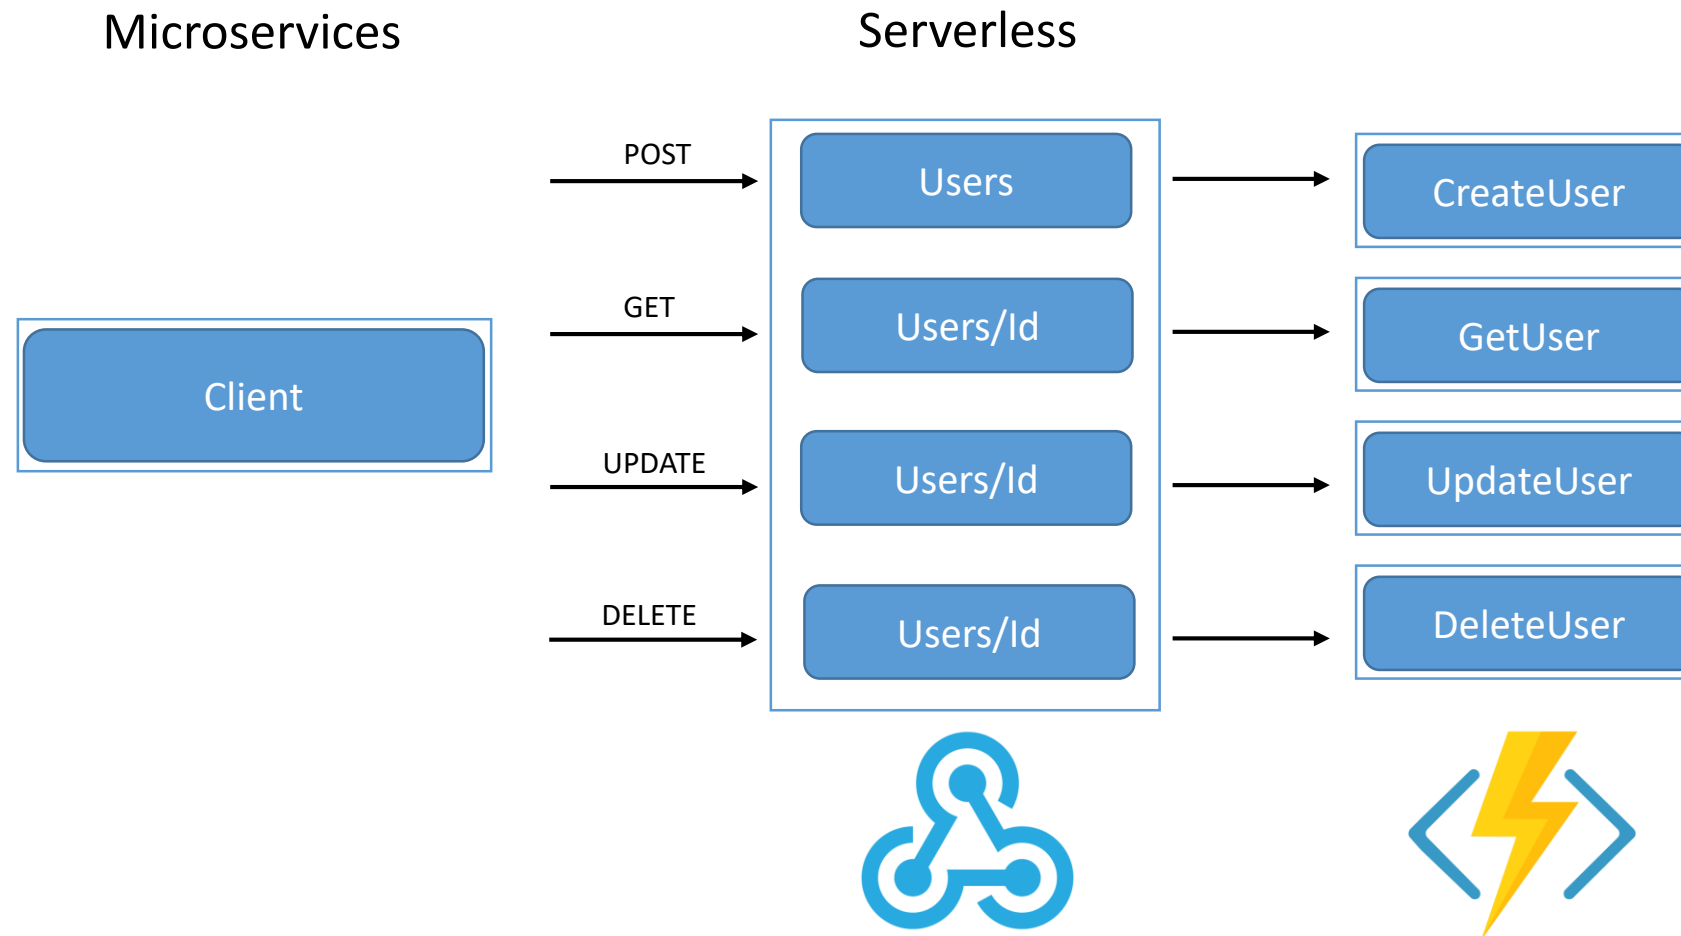 Microservices
Serverless
Client
POST
Users
CreateUser
GET
Users/Id
GetUser
UPDATE
Users/Id
UpdateUser
DELETE
Users/Id
DeleteUser